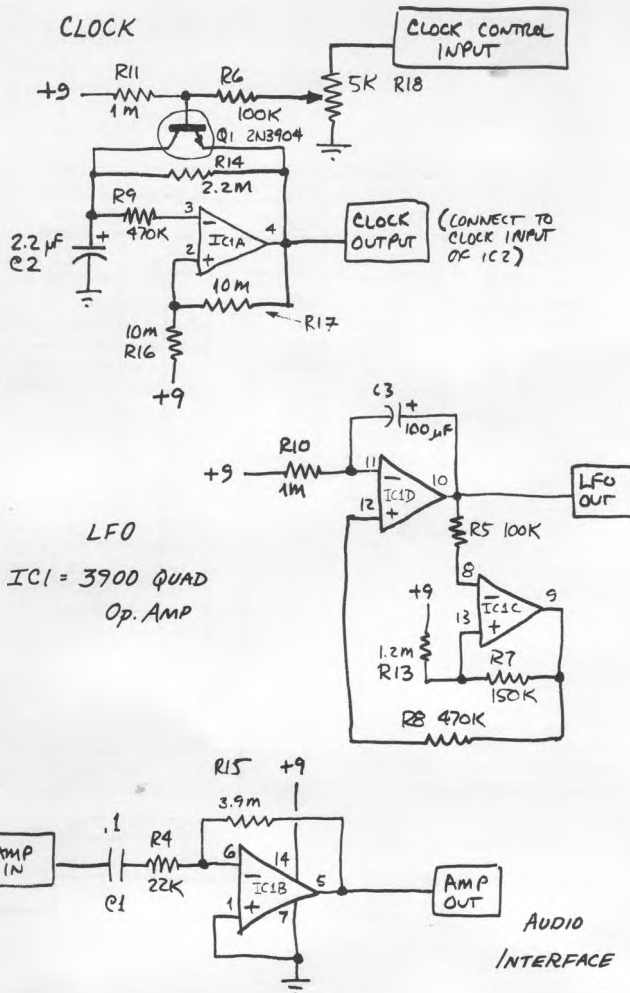 CLOCK
CLOCK CONTROL
INPUT
R11
R6
5K R18
+9
1M
100K
Q1 2N3904
R14
2.2M
R9
3
470K
IC1A
4
2
2.2 µF
C2
+
CLOCK
OUTPUT
(CONNECT TO
CLOCK INPUT
OF IC2)
10M
R17
10M
R16
+9
C3
+
100 µF
R10
+9
1M
11
IC1D
10
12
LFO
OUT
R5 100K
LFO
IC1 = 3900 QUAD
Op. AMP
8
+9
IC1C
9
13
1.2M
R13
R7
150K
R8 470K
R15 +9
3.9M
AMP
IN
.1
C1
R4
22K
6
14
IC1B
5
1
7
AMP
OUT
AUDIO
INTERFACE